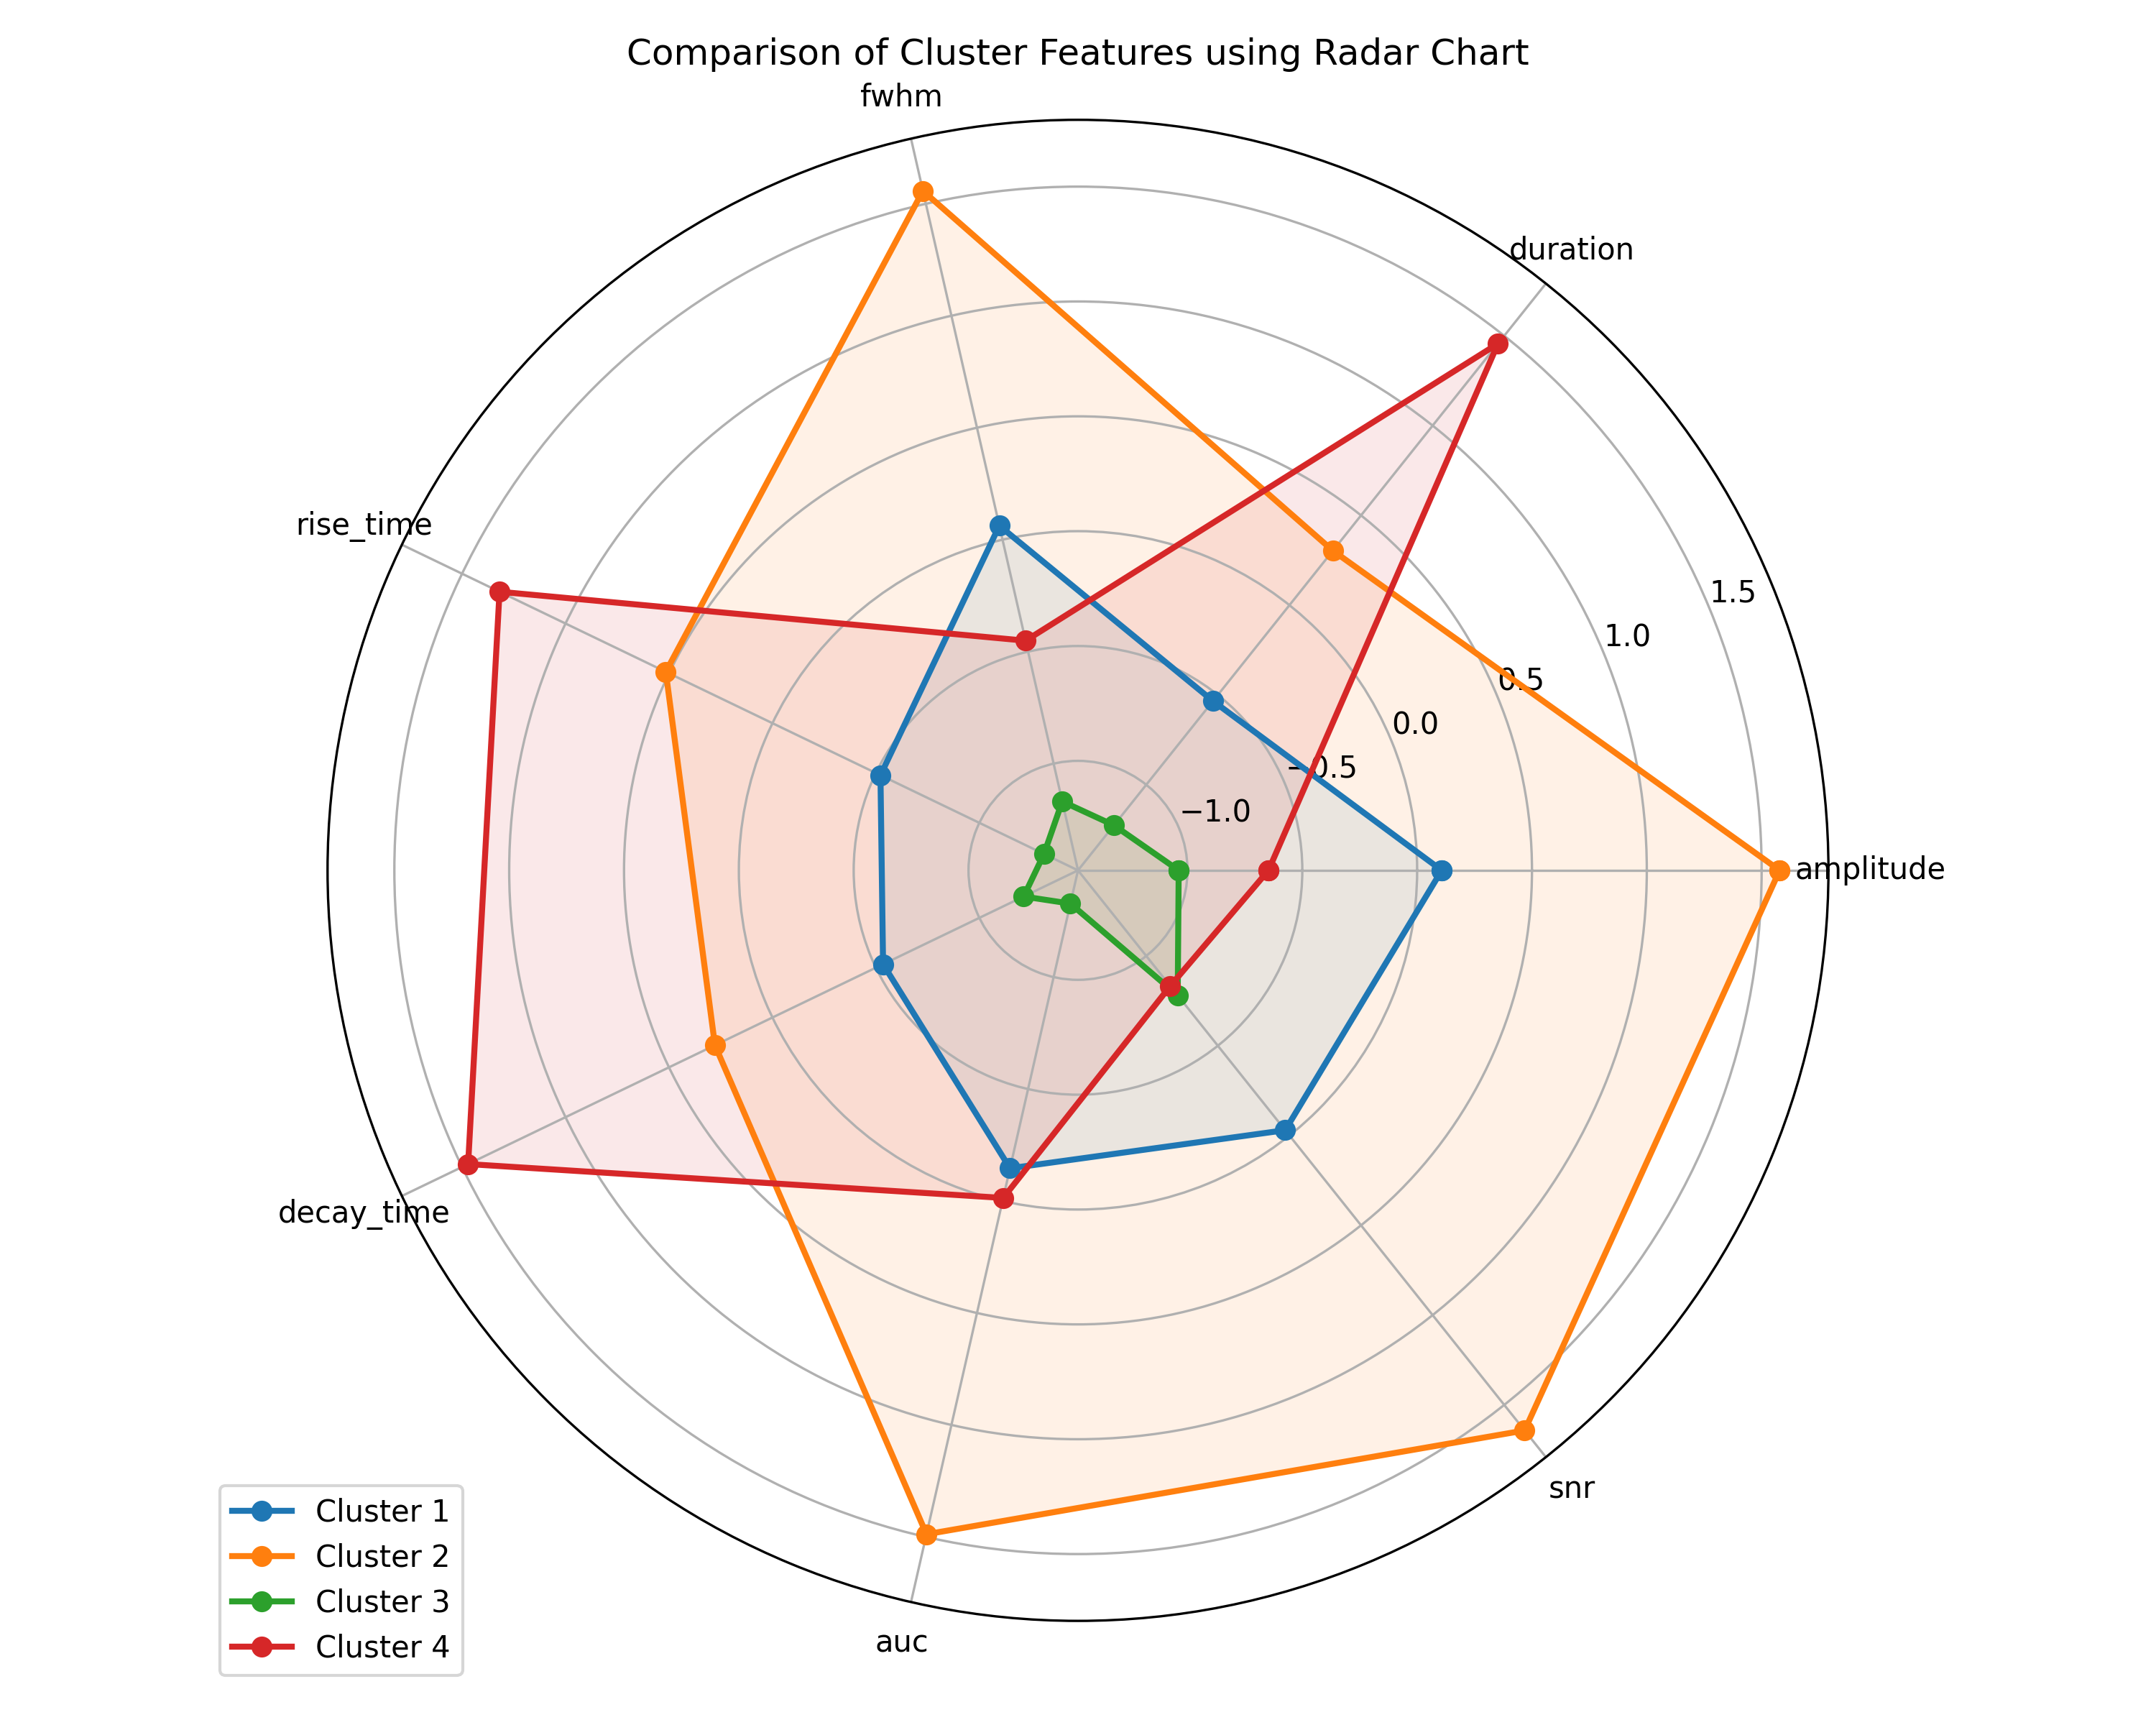 Comparison of Cluster Features using Radar Chart
fwhm
duration
rise_time
1.5
1.0
0.5
0.0
−0.5
−1.0
amplitude
decay_time
snr
auc
Cluster 1
Cluster 2
Cluster 3
Cluster 4